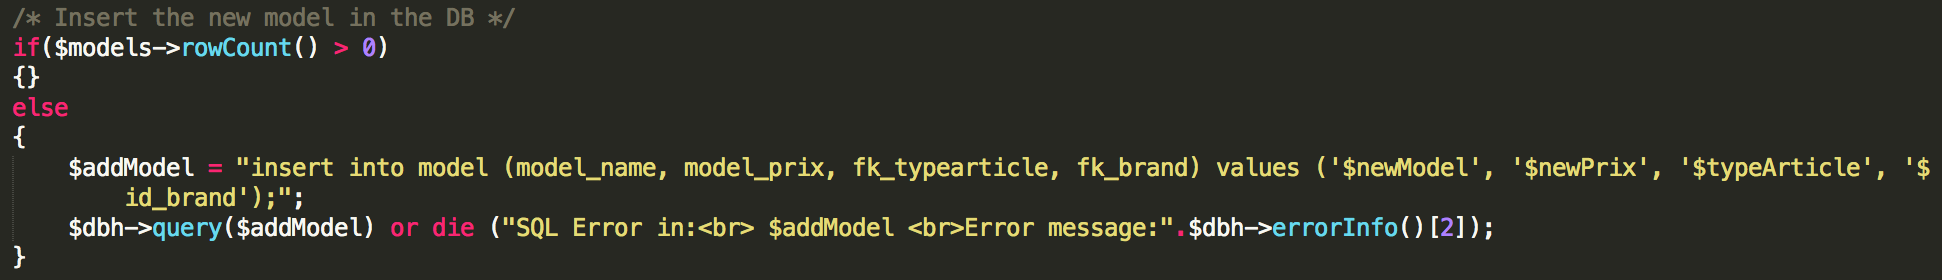 /* Insert the new model in the DB */
if($models->rowCount() > 0)
{}
else
{
    $addModel = "insert into model (model_name, model_prix, fk_typearticle, fk_brand) values ('$newModel', '$newPrix', '$typeArticle', '$
        id_brand');";
    $dbh->query($addModel) or die ("SQL Error in:<br> $addModel <br>Error message:".$dbh->errorInfo()[2]);
}